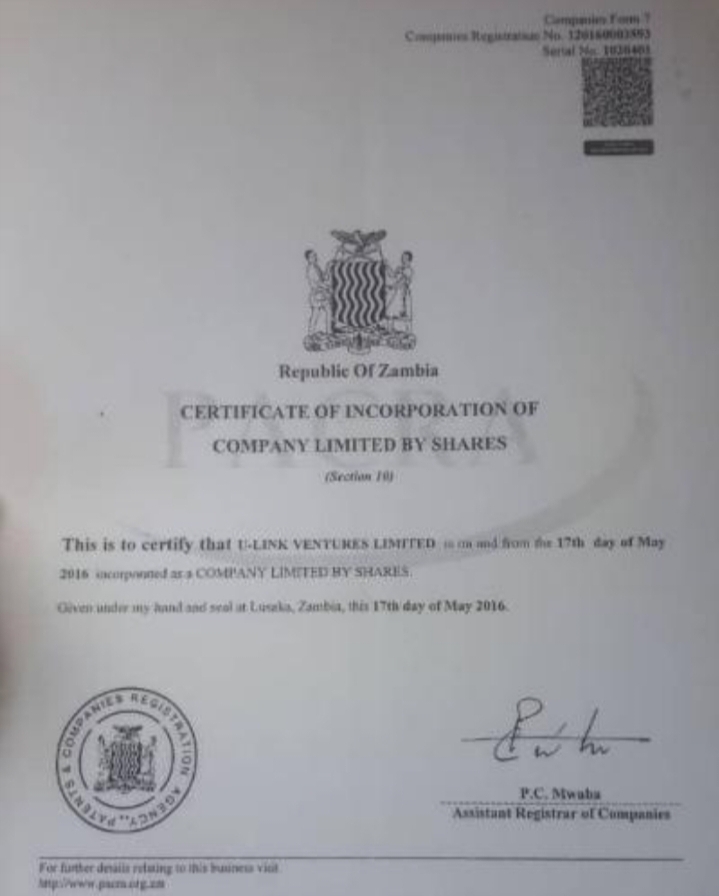 Companies Form 7
Companies Registration No. 120160003593
Serial No. 1020401
Republic Of Zambia
PACRA
CERTIFICATE OF INCORPORATION OF
COMPANY LIMITED BY SHARES
(Section 10)
This is to certify that U-LINK VENTURES LIMITED is on and from the 17th day of May
2016 incorporated as a COMPANY LIMITED BY SHARES.
Given under my hand and seal at Lusaka, Zambia, this 17th day of May 2016.
PATENTS & COMPANIES REGISTRATION AGENCY
P.C. Mwaba
Assistant Registrar of Companies
For further details relating to this business visit
http://www.pacra.org.zm